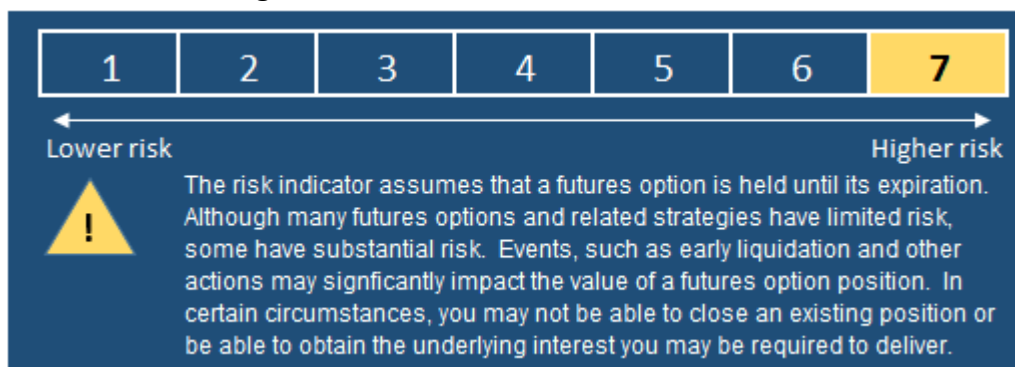 1 2 3 4 5 6 7
Lower risk Higher risk
!
The risk indicator assumes that a futures option is held until its expiration.
Although many futures options and related strategies have limited risk,
some have substantial risk.  Events, such as early liquidation and other
actions may signficantly impact the value of a futures option position.  In
certain circumstances, you may not be able to close an existing position or
be able to obtain the underlying interest you may be required to deliver.